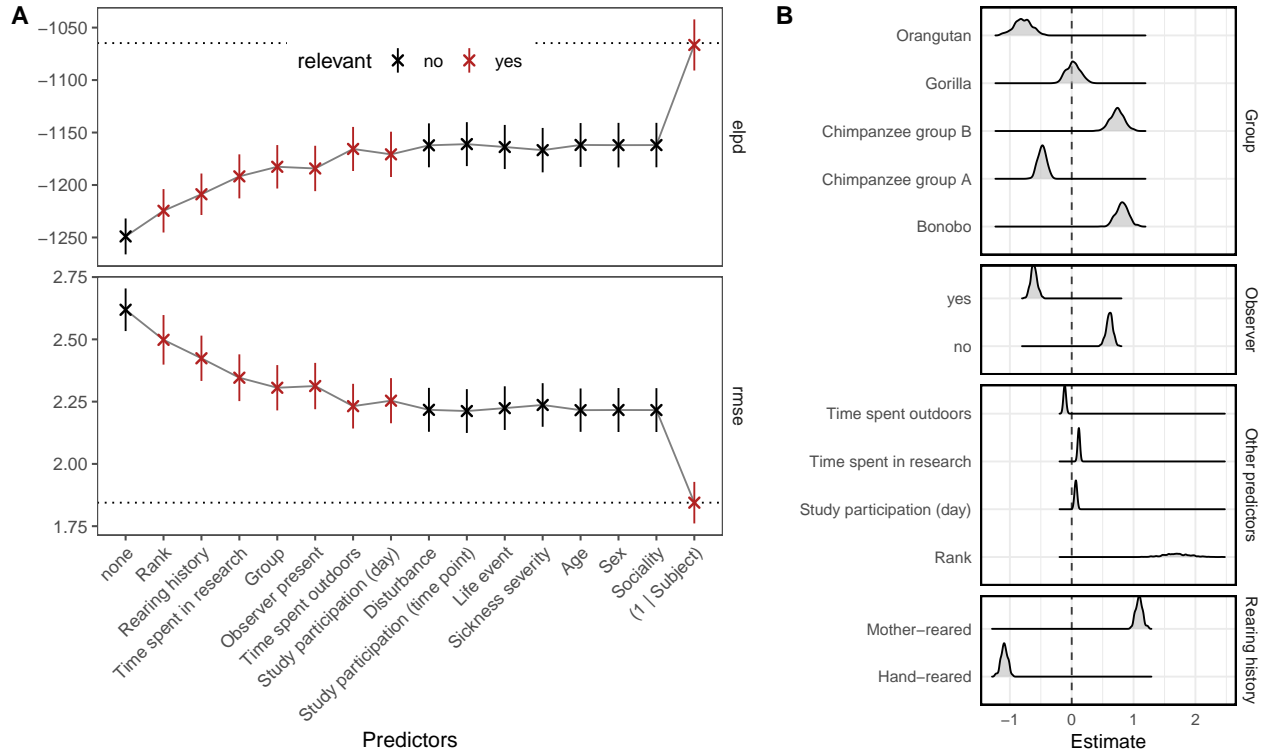 A
−1050
−1100
−1150
−1200
−1250
relevant no yes
elpd
2.75
2.50
2.25
2.00
1.75
rmse
none
Rank
Rearing history
Time spent in research
Group
Observer present
Time spent outdoors
Study participation (day)
Disturbance
Study participation (time point)
Life event
Sickness severity
Age
Sex
Sociality
(1 | Subject)
Predictors
B
Orangutan
Gorilla
Chimpanzee group B
Chimpanzee group A
Bonobo
Group
yes
no
Observer
Time spent outdoors
Time spent in research
Study participation (day)
Rank
Other predictors
Mother−reared
Hand−reared
Rearing history
−1 0 1 2
Estimate